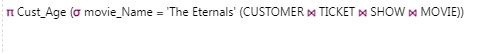 π Cust_Age (σ movie_Name = 'The Eternals' (CUSTOMER ⋈ TICKET ⋈ SHOW ⋈ MOVIE))